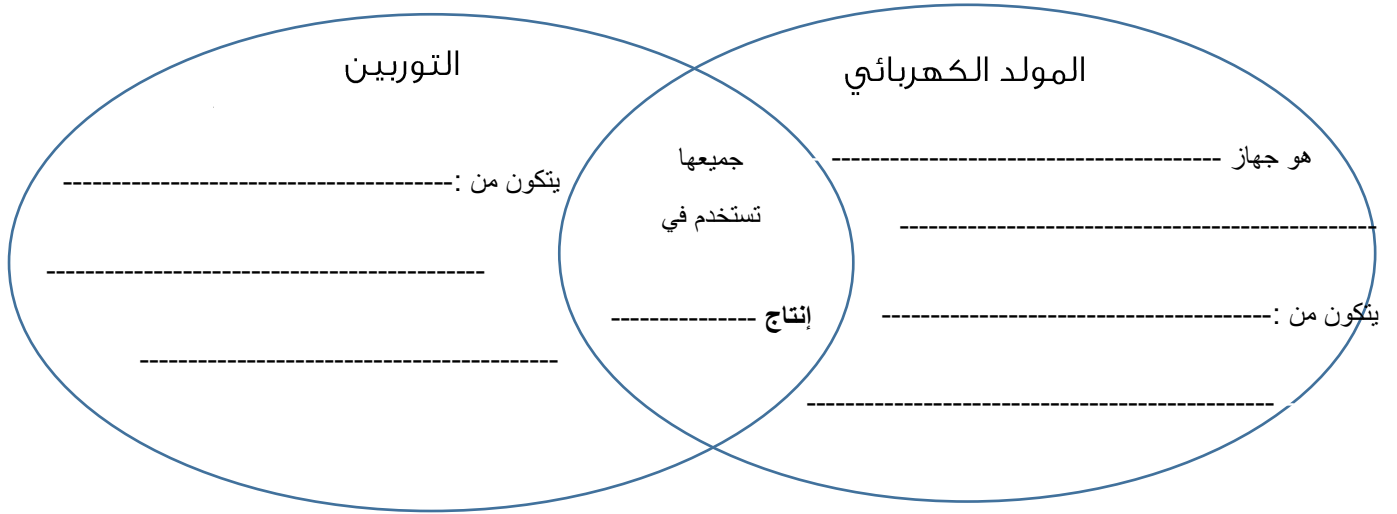 المولد الكهربائي
هو جهاز ---------------------------------------
------------------------------------------------
يتكون من :---------------------------------------
-----------------------------------------------
جميعها
تستخدم في
إنتاج ---------------
التوربين
يتكون من :---------------------------------------
--------------------------------------------
------------------------------------------